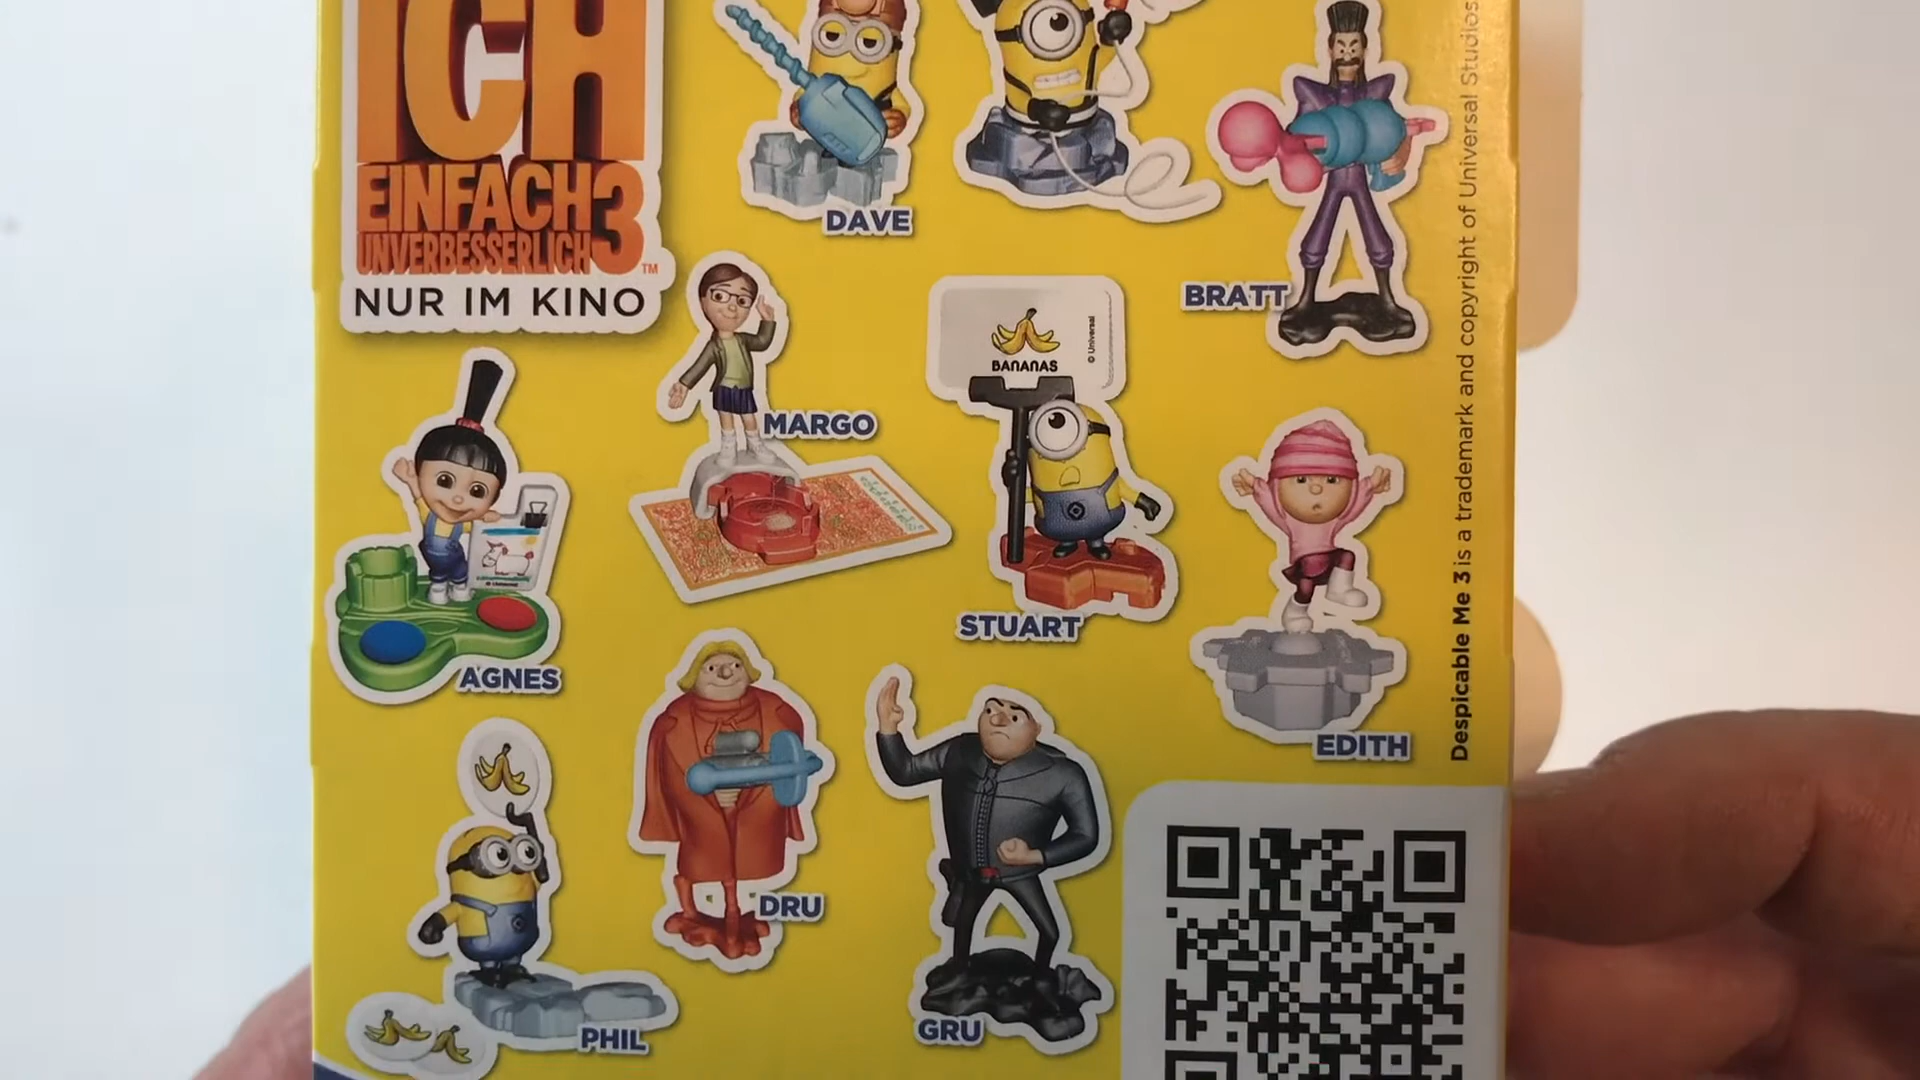 ICH
EINFACH 3
UNVERBESSERLICH
TM
NUR IM KINO
DAVE
BRATT
MARGO
BANANAS
© Universal
STUART
AGNES
EDITH
DRU
PHIL
GRU
Despicable Me 3 is a trademark and copyright of Universal Studios